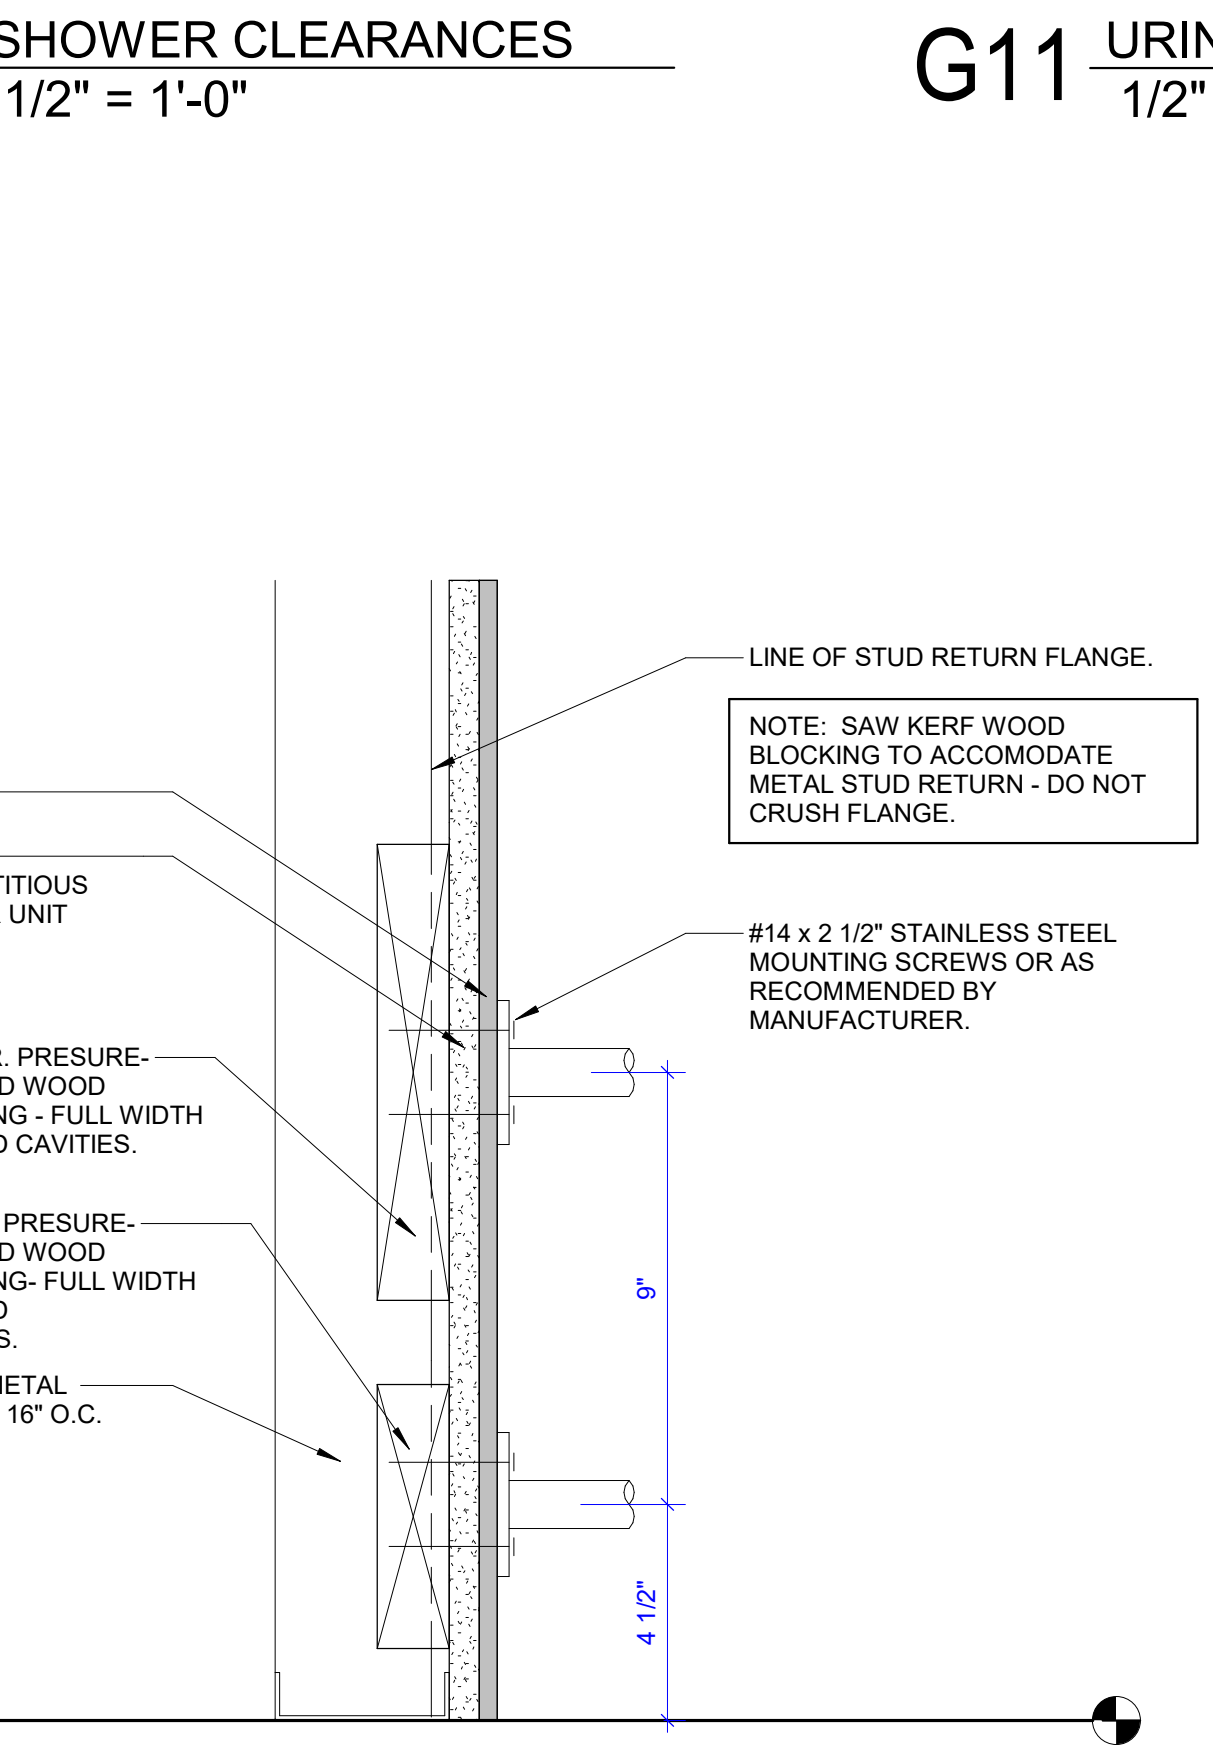 SHOWER CLEARANCES
1/2" = 1'-0"
G11
URIN
1/2"
LINE OF STUD RETURN FLANGE.
NOTE: SAW KERF WOOD
BLOCKING TO ACCOMODATE
METAL STUD RETURN - DO NOT
CRUSH FLANGE.
TITIOUS
UNIT
#14 x 2 1/2" STAINLESS STEEL
MOUNTING SCREWS OR AS
RECOMMENDED BY
MANUFACTURER.
R. PRESURE-
D WOOD
NG - FULL WIDTH
D CAVITIES.
PRESURE-
D WOOD
NG- FULL WIDTH
D
S.
METAL
16" O.C.
9"
4 1/2"